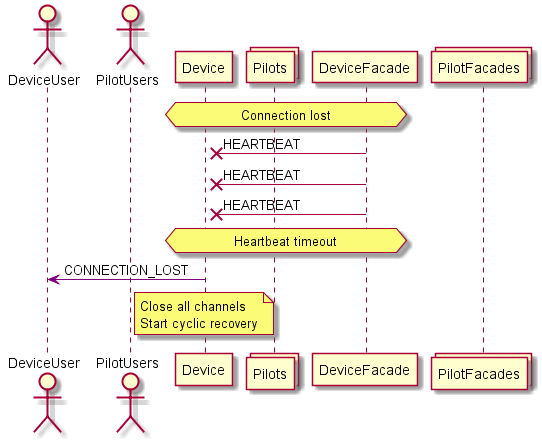 DeviceUser
PilotUsers
Device
Pilots
DeviceFacade
PilotFacades
Connection lost
HEARTBEAT
HEARTBEAT
HEARTBEAT
Heartbeat timeout
CONNECTION_LOST
Close all channels
Start cyclic recovery
DeviceUser
PilotUsers
Device
Pilots
DeviceFacade
PilotFacades